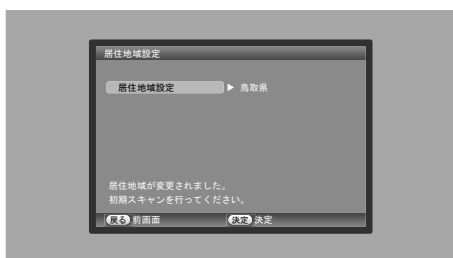 居住地域設定
居住地域設定 ▶ 鳥取県
居住地域が変更されました。
初期スキャンを行ってください。
戻る 前画面 決定 決定